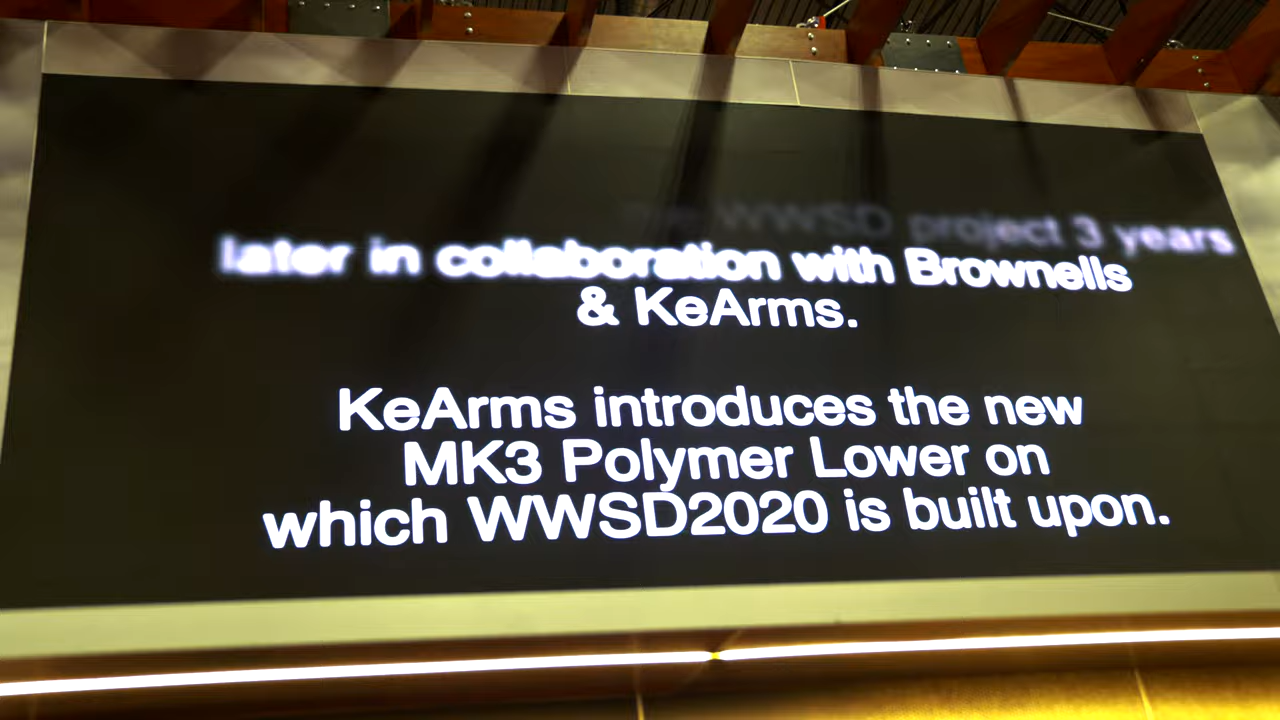 the WWSD project 3 years
later in collaboration with Brownells
& KeArms.
KeArms introduces the new
MK3 Polymer Lower on
which WWSD2020 is built upon.